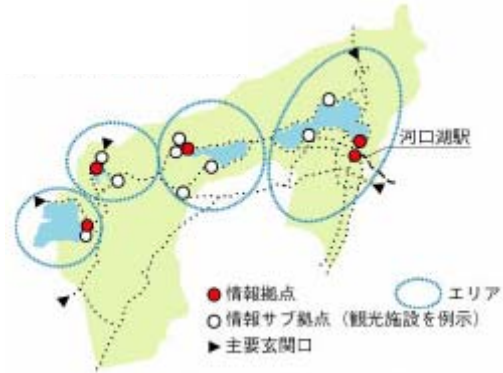 河口湖駅
情報拠点 エリア
情報サブ拠点（観光施設を例示）
主要玄関口